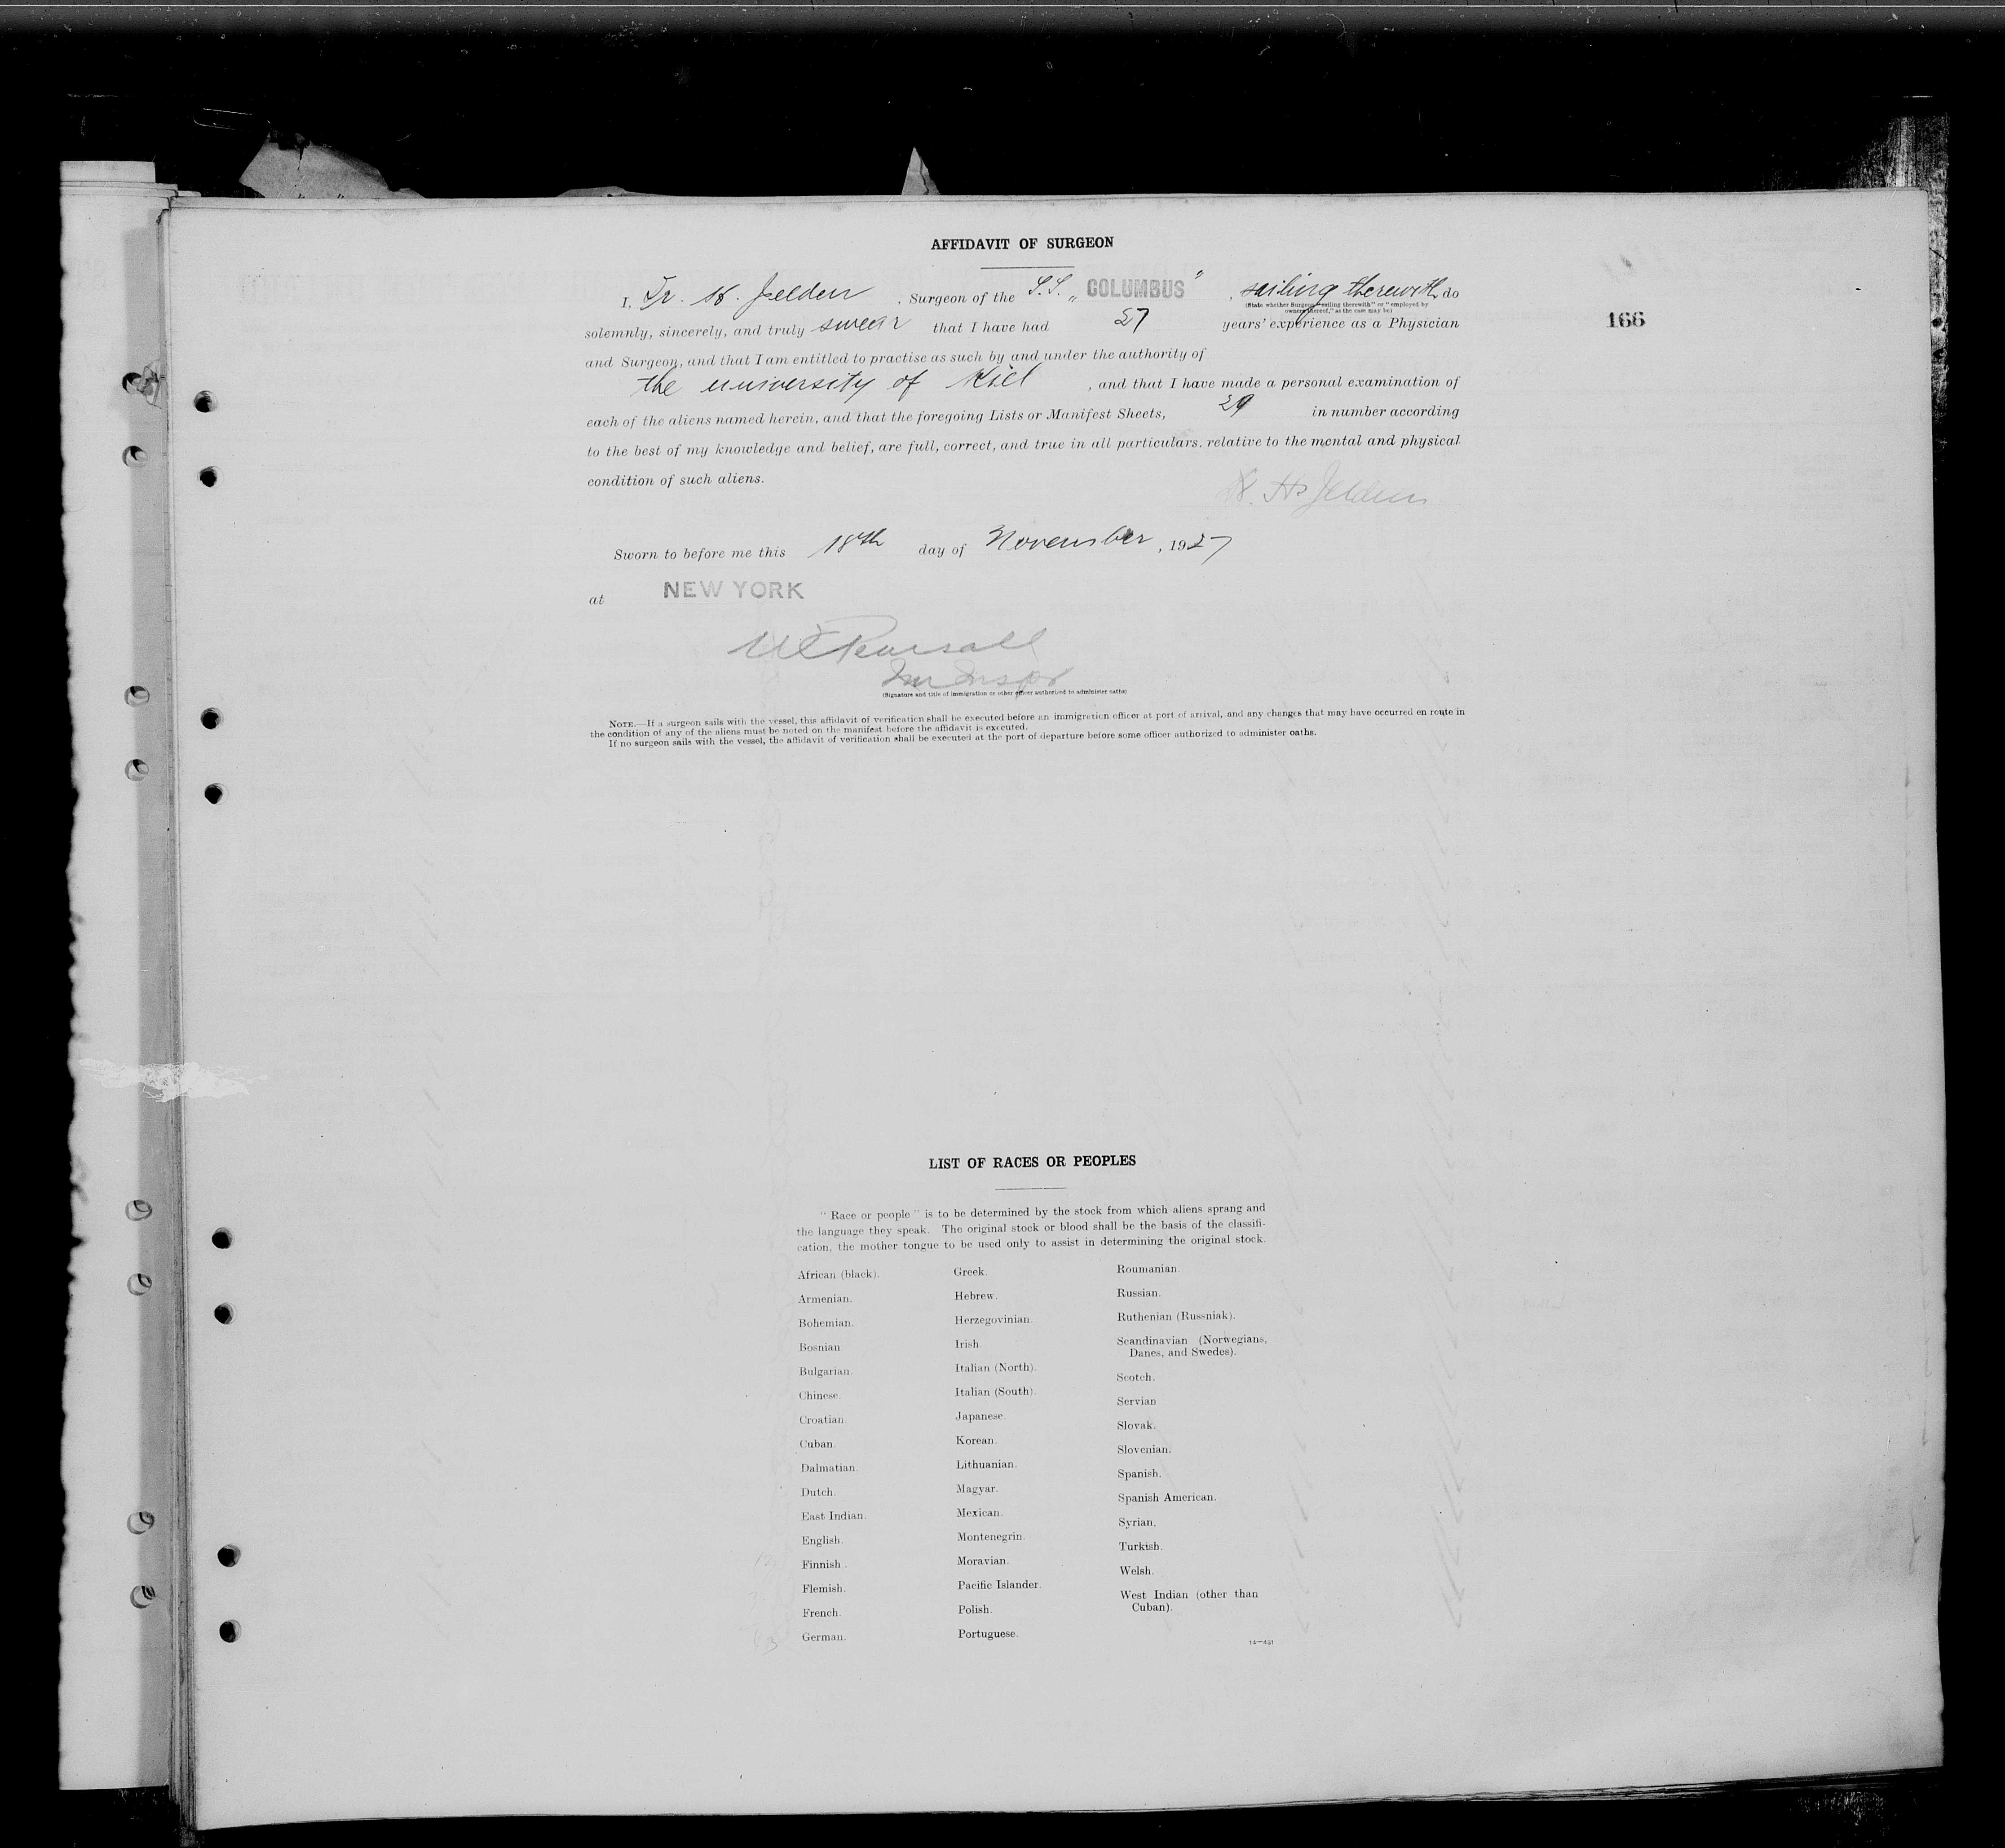 AFFIDAVIT OF SURGEON
I, Dr. H. Jelden, Surgeon of the S.S. „COLUMBUS", sailing therewith, do
(State whether Surgeon "sailing therewith" or "employed by
owners thereof," as the case may be)
solemnly, sincerely, and truly swear that I have had 27 years' experience as a Physician
166
and Surgeon, and that I am entitled to practise as such by and under the authority of
the university of Kiel, and that I have made a personal examination of
each of the aliens named herein, and that the foregoing Lists or Manifest Sheets, 29 in number according
to the best of my knowledge and belief, are full, correct, and true in all particulars, relative to the mental and physical
condition of such aliens.
Jelden
Sworn to before me this 18th day of November, 1927
at NEW YORK
Imm Inspr
(Signature and title of immigration or other officer authorized to administer oaths)
NOTE.—If a surgeon sails with the vessel, this affidavit of verification shall be executed before an immigration officer at port of arrival, and any changes that may have occurred en route in
the condition of any of the aliens must be noted on the manifest before the affidavit is executed.
If no surgeon sails with the vessel, the affidavit of verification shall be executed at the port of departure before some officer authorized to administer oaths.
LIST OF RACES OR PEOPLES
"Race or people" is to be determined by the stock from which aliens sprang and
the language they speak. The original stock or blood shall be the basis of the classifi-
cation, the mother tongue to be used only to assist in determining the original stock.
African (black).
Armenian.
Bohemian.
Bosnian.
Bulgarian.
Chinese.
Croatian.
Cuban.
Dalmatian.
Dutch.
East Indian.
English.
Finnish.
Flemish.
French.
German.
Greek.
Hebrew.
Herzegovinian.
Irish.
Italian (North).
Italian (South).
Japanese.
Korean.
Lithuanian.
Magyar.
Mexican.
Montenegrin.
Moravian.
Pacific Islander.
Polish.
Portuguese.
Roumanian.
Russian.
Ruthenian (Russniak).
Scandinavian (Norwegians,
Danes, and Swedes).
Scotch.
Servian
Slovak.
Slovenian.
Spanish.
Spanish American.
Syrian.
Turkish.
Welsh.
West Indian (other than
Cuban).
14—431